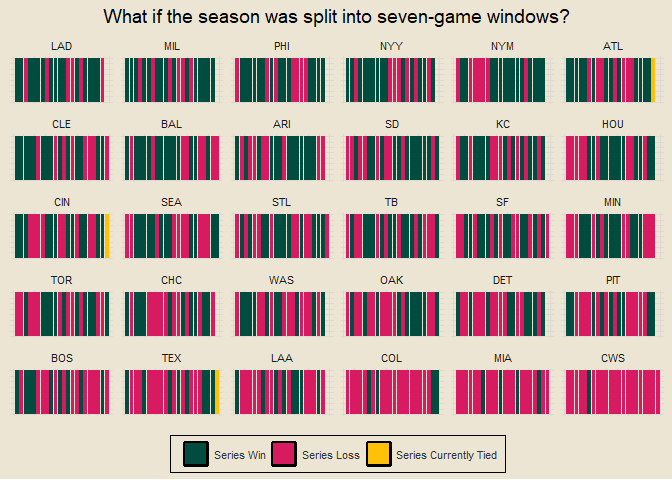 What if the season was split into seven-game windows?
LAD MIL PHI NYY NYM ATL
CLE BAL ARI SD KC HOU
CIN SEA STL TB SF MIN
TOR CHC WAS OAK DET PIT
BOS TEX LAA COL MIA CWS
Series Win Series Loss Series Currently Tied